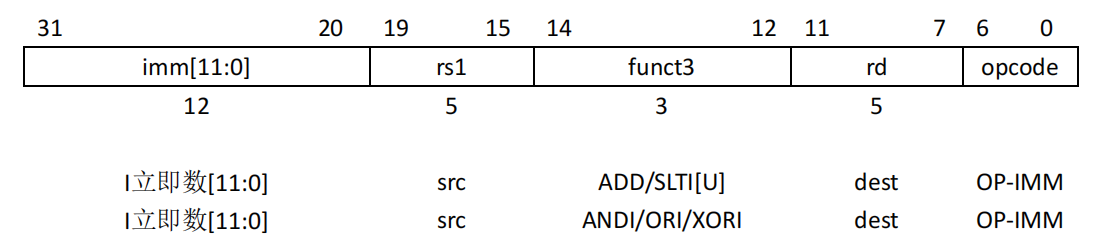 31 20 19 15 14 12 11 7 6 0
imm[11:0] rs1 funct3 rd opcode
12 5 3 5
I立即数[11:0] src ADD/SLTI[U] dest OP-IMM
I立即数[11:0] src ANDI/ORI/XORI dest OP-IMM